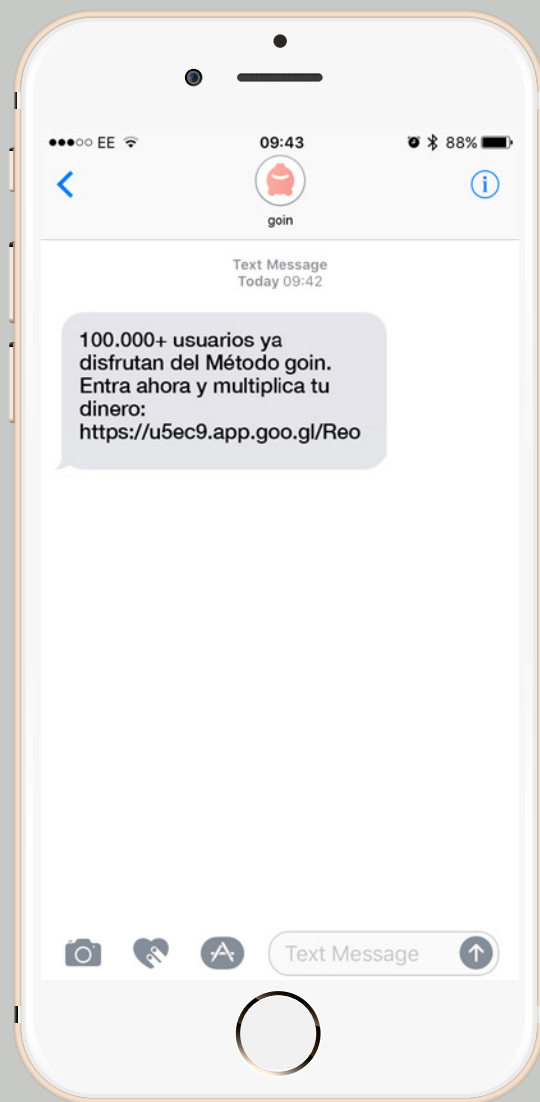 EE
09:43
88%
goin
Text Message
Today 09:42
100.000+ usuarios ya
disfrutan del Método goin.
Entra ahora y multiplica tu
dinero:
https://u5ec9.app.goo.gl/Reo
Text Message